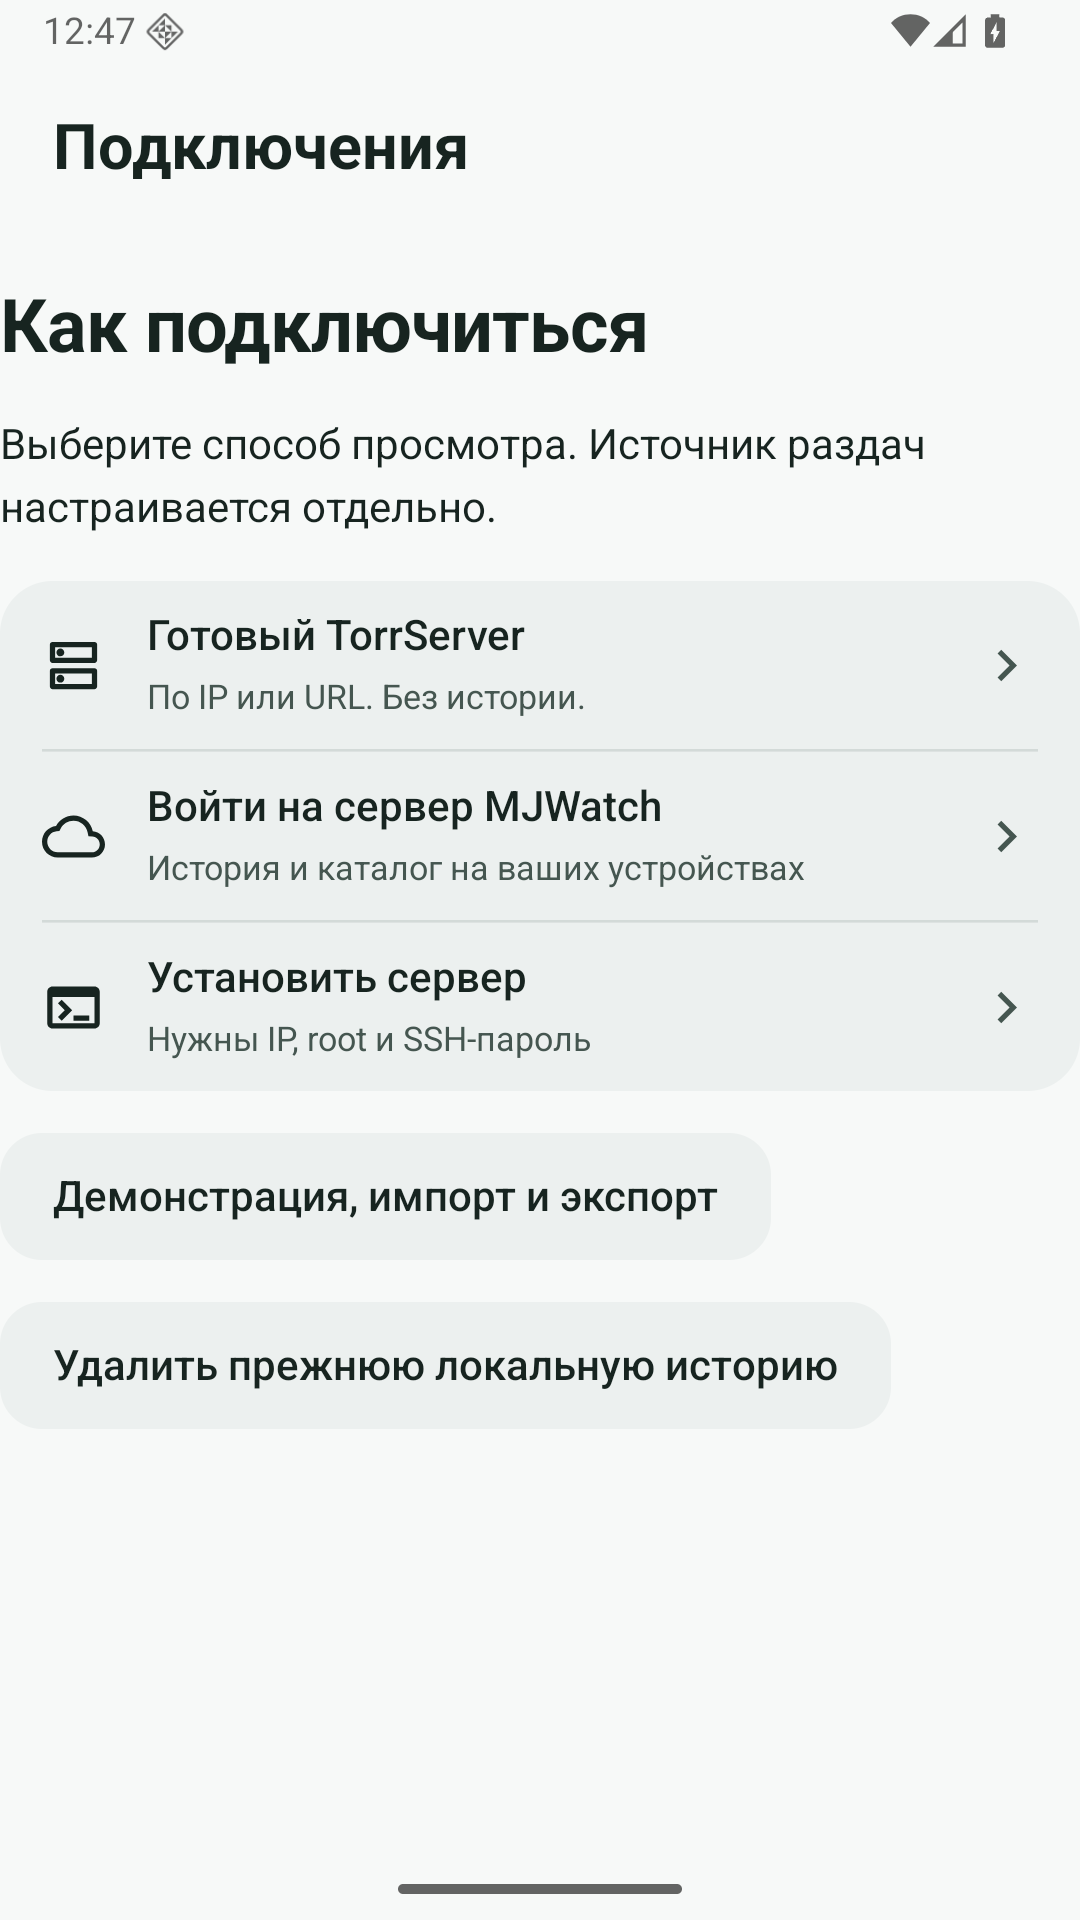 12:47
Подключения
Как подключиться
Выберите способ просмотра. Источник раздач
настраивается отдельно.
Готовый TorrServer
По IP или URL. Без истории.
Войти на сервер MJWatch
История и каталог на ваших устройствах
Установить сервер
Нужны IP, root и SSH-пароль
Демонстрация, импорт и экспорт
Удалить прежнюю локальную историю